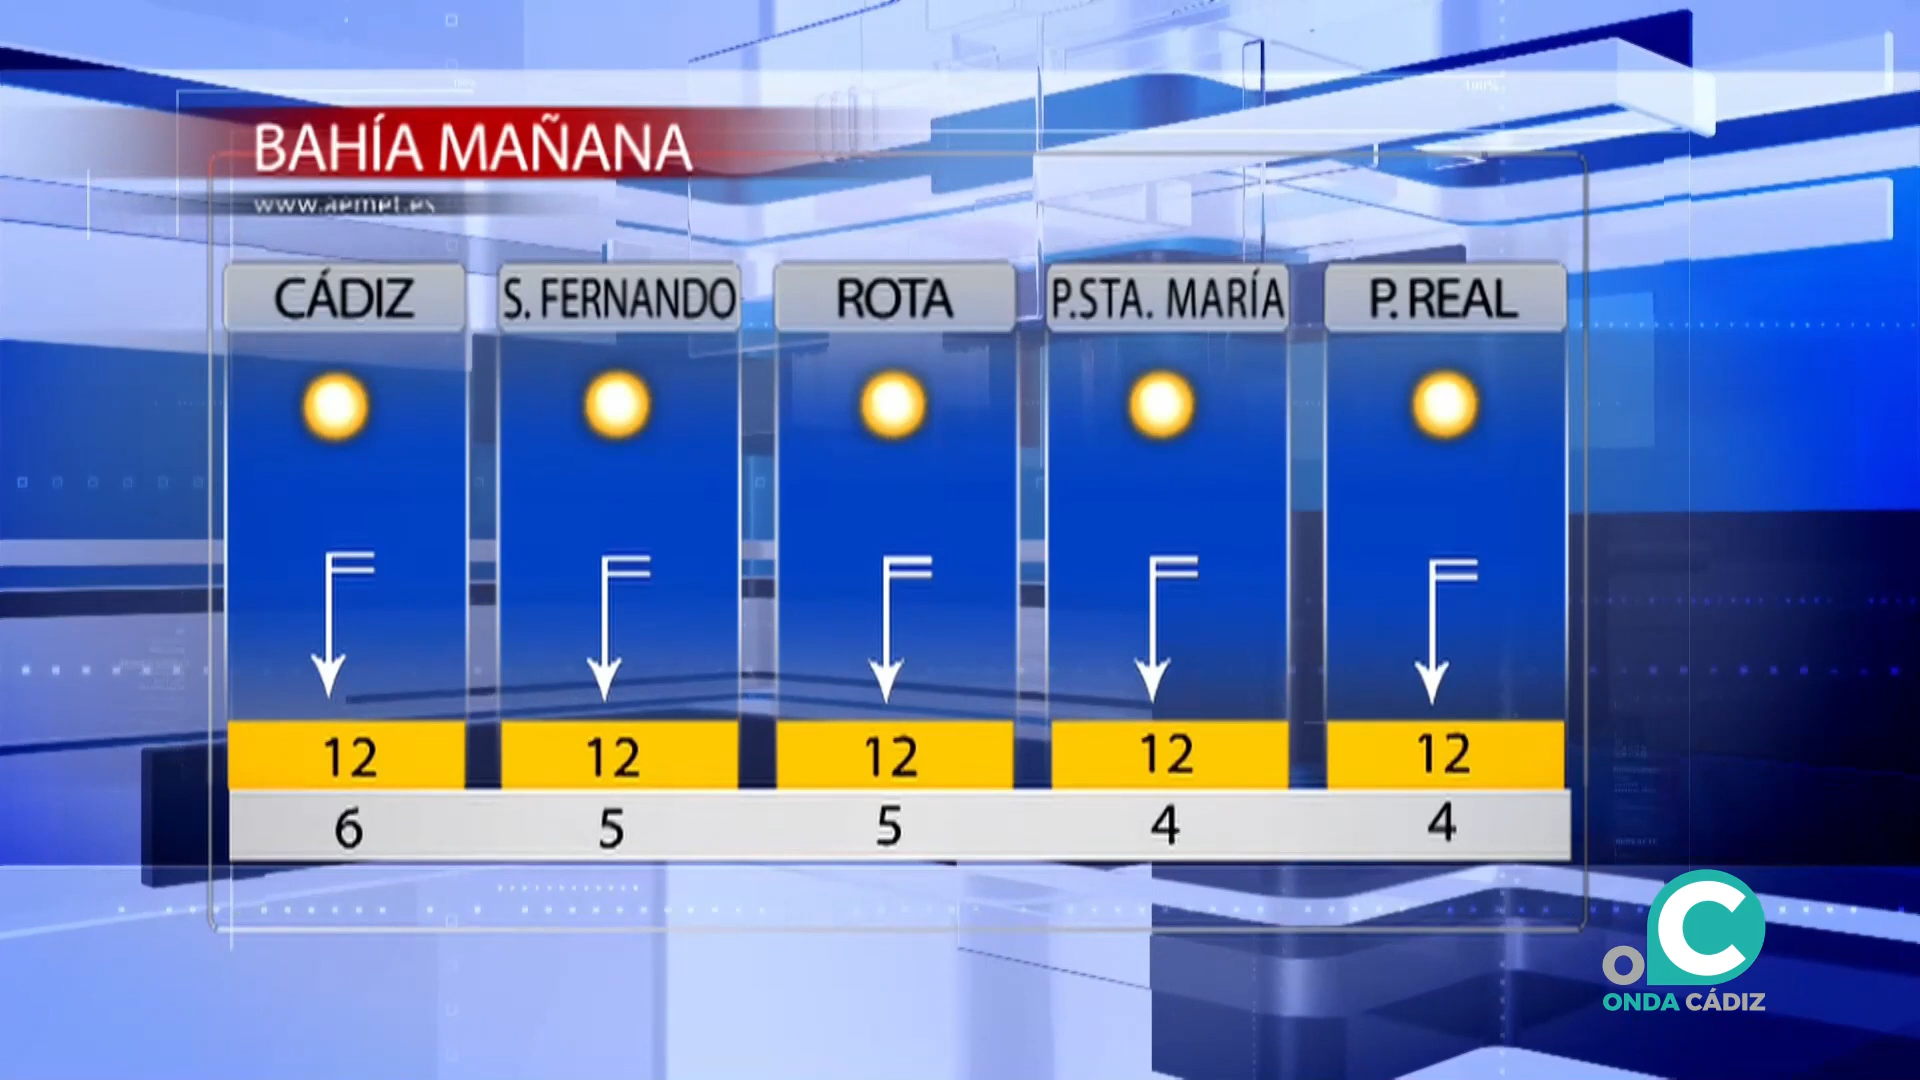 BAHÍA MAÑANA
www.aemet.es
CÁDIZ S. FERNANDO ROTA P.STA. MARÍA P. REAL
12 12 12 12 12
6 5 5 4 4
OC
ONDA CÁDIZ